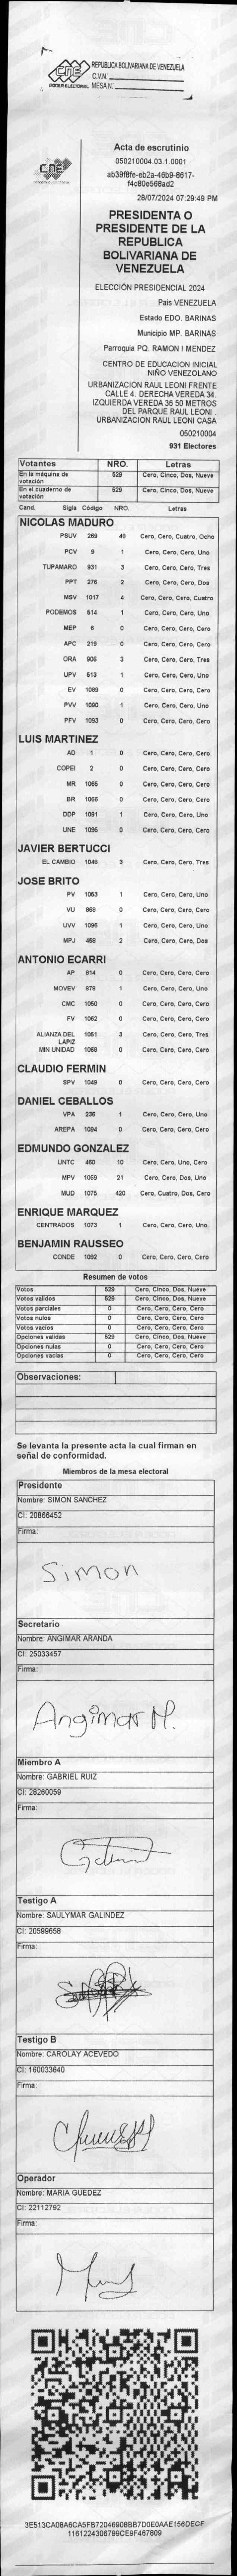 CNE
PODER ELECTORAL
REPUBLICA BOLIVARIANA DE VENEZUELA
C.V.N.
MESA N.
CNE
Acta de escrutinio
050210004.03.1.0001
ab39f8fe-eb2a-46b9-8617-
f4c80e568ad2
28/07/2024 07:29:49 PM
PRESIDENTA O
PRESIDENTE DE LA
REPUBLICA
BOLIVARIANA DE
VENEZUELA
ELECCIÓN PRESIDENCIAL 2024
Pais VENEZUELA
Estado EDO. BARINAS
Municipio MP. BARINAS
Parroquia PQ. RAMON I MENDEZ
CENTRO DE EDUCACION INICIAL
NIÑO VENEZOLANO
URBANIZACIÓN RAUL LEONI FRENTE
CALLE 4. DERECHA VEREDA 34.
IZQUIERDA VEREDA 36 50 METROS
DEL PARQUE RAUL LEONI .
URBANIZACION RAUL LEONI CASA
050210004
931 Electores
Votantes NRO. Letras
En la máquina de votación 529 Cero, Cinco, Dos, Nueve
En el cuaderno de votación 529 Cero, Cinco, Dos, Nueve
Cand. Sigla Código NRO. Letras
NICOLAS MADURO
PSUV 269 48 Cero, Cero, Cuatro, Ocho
PCV 9 1 Cero, Cero, Cero, Uno
TUPAMARO 931 3 Cero, Cero, Cero, Tres
PPT 276 2 Cero, Cero, Cero, Dos
MSV 1017 4 Cero, Cero, Cero, Cuatro
PODEMOS 514 1 Cero, Cero, Cero, Uno
MEP 6 0 Cero, Cero, Cero, Cero
APC 219 0 Cero, Cero, Cero, Cero
ORA 906 3 Cero, Cero, Cero, Tres
UPV 513 1 Cero, Cero, Cero, Uno
EV 1089 0 Cero, Cero, Cero, Cero
PVV 1090 1 Cero, Cero, Cero, Uno
PFV 1093 0 Cero, Cero, Cero, Cero
LUIS MARTINEZ
AD 1 0 Cero, Cero, Cero, Cero
COPEI 2 0 Cero, Cero, Cero, Cero
MR 1065 0 Cero, Cero, Cero, Cero
BR 1066 0 Cero, Cero, Cero, Cero
DDP 1091 1 Cero, Cero, Cero, Uno
UNE 1095 0 Cero, Cero, Cero, Cero
JAVIER BERTUCCI
EL CAMBIO 1048 3 Cero, Cero, Cero, Tres
JOSE BRITO
PV 1053 1 Cero, Cero, Cero, Uno
VU 868 0 Cero, Cero, Cero, Cero
UVV 1096 1 Cero, Cero, Cero, Uno
MPJ 458 2 Cero, Cero, Cero, Dos
ANTONIO ECARRI
AP 814 0 Cero, Cero, Cero, Cero
MOVEV 978 1 Cero, Cero, Cero, Uno
CMC 1050 0 Cero, Cero, Cero, Cero
FV 1062 0 Cero, Cero, Cero, Cero
ALIANZA DEL LÁPIZ 1051 3 Cero, Cero, Cero, Tres
MIN UNIDAD 1068 0 Cero, Cero, Cero, Cero
CLAUDIO FERMIN
SPV 1049 0 Cero, Cero, Cero, Cero
DANIEL CEBALLOS
VPA 236 1 Cero, Cero, Cero, Uno
AREPA 1094 0 Cero, Cero, Cero, Cero
EDMUNDO GONZALEZ
UNTC 460 10 Cero, Cero, Uno, Cero
MPV 1069 21 Cero, Cero, Dos, Uno
MUD 1075 420 Cero, Cuatro, Dos, Cero
ENRIQUE MARQUEZ
CENTRADOS 1073 1 Cero, Cero, Cero, Uno
BENJAMIN RAUSSEO
CONDE 1092 0 Cero, Cero, Cero, Cero
Resumen de votos
Votos 529 Cero, Cinco, Dos, Nueve
Votos validos 529 Cero, Cinco, Dos, Nueve
Votos parciales 0 Cero, Cero, Cero, Cero
Votos nulos 0 Cero, Cero, Cero, Cero
Votos vacios 0 Cero, Cero, Cero, Cero
Opciones validas 529 Cero, Cinco, Dos, Nueve
Opciones nulas 0 Cero, Cero, Cero, Cero
Opciones vacias 0 Cero, Cero, Cero, Cero
Observaciones:
Se levanta la presente acta la cual firman en
señal de conformidad.
Miembros de la mesa electoral
Presidente
Nombre: SIMON SANCHEZ
CI: 20866452
Firma:
Simon
Secretario
Nombre: ANGIMAR ARANDA
CI: 25033457
Firma:
Angimar M.
Miembro A
Nombre: GABRIEL RUIZ
CI: 28260059
Firma:
Testigo A
Nombre: SAULYMAR GALINDEZ
CI: 20599658
Firma:
Testigo B
Nombre: CAROLAY ACEVEDO
CI: 160033640
Firma:
Operador
Nombre: MARIA GUEDEZ
CI: 22112792
Firma:
3E513CA08A6CA5FB72046908BB7D0E0AAE156DECF
1161224306799CE9F467809